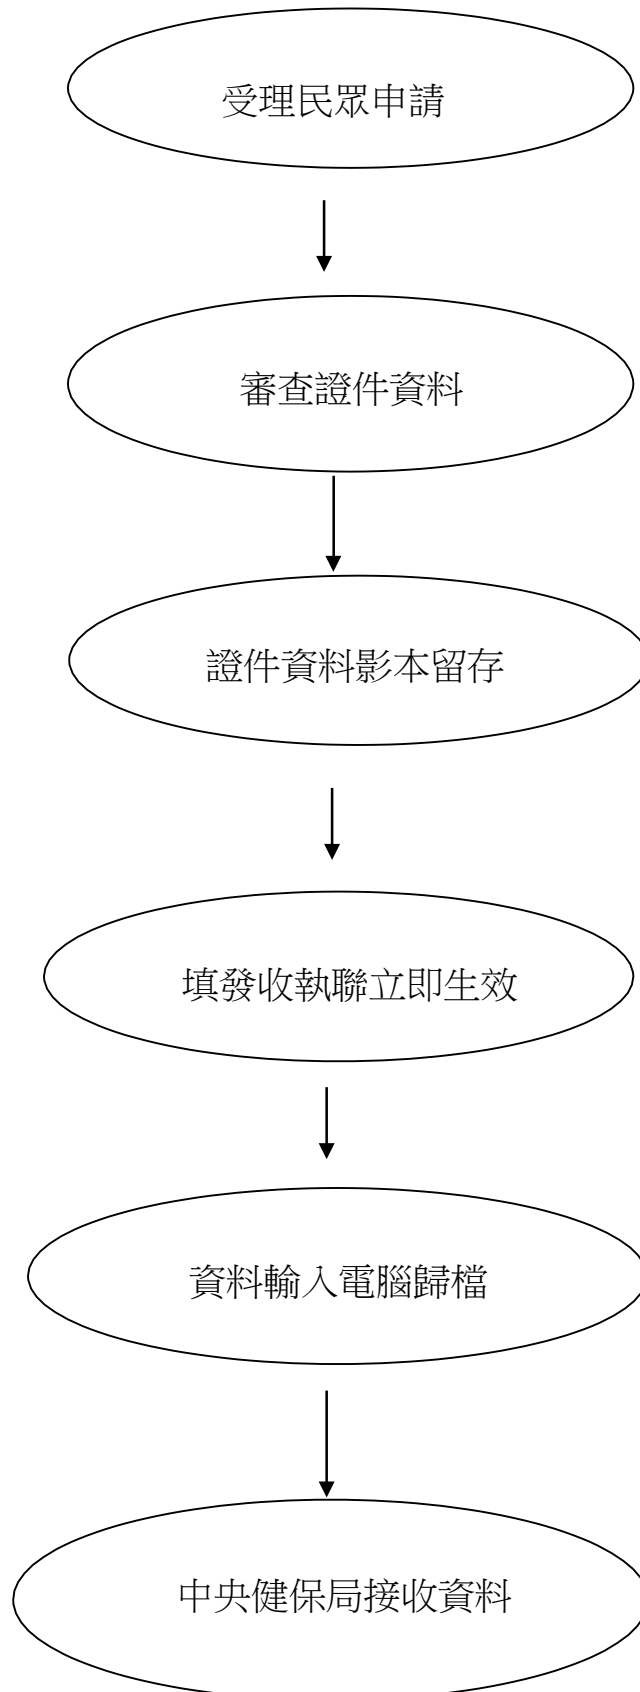 受理民眾申請
審查證件資料
證件資料影本留存
填發收執聯立即生效
資料輸入電腦歸檔
中央健保局接收資料